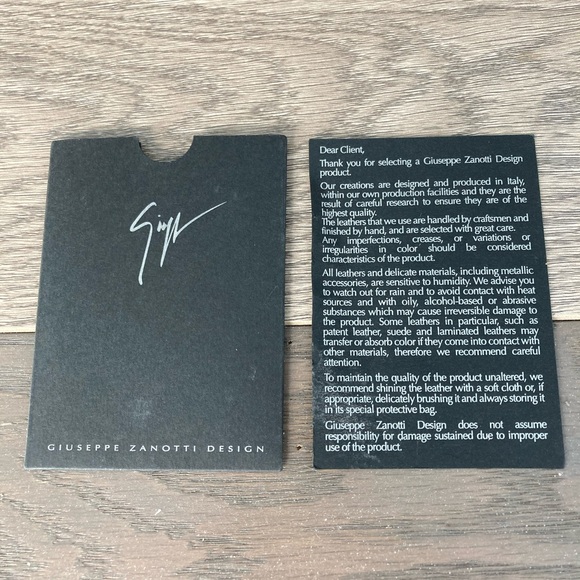 Giuseppe
GIUSEPPE ZANOTTI DESIGN
Dear Client,
Thank you for selecting a Giuseppe Zanotti Design
product.
Our creations are designed and produced in Italy,
within our own production facilities and they are the
result of careful research to ensure they are of the
highest quality.
The leathers that we use are handled by craftsmen and
finished by hand, and are selected with great care.
Any imperfections, creases, or variations or
irregularities in color should be considered
characteristics of the product.
All leathers and delicate materials, including metallic
accessories, are sensitive to humidity. We advise you
to watch out for rain and to avoid contact with heat
sources and with oily, alcohol-based or abrasive
substances which may cause irreversible damage to
the product. Some leathers in particular, such as
patent leather, suede and laminated leathers may
transfer or absorb color if they come into contact with
other materials, therefore we recommend careful
attention.
To maintain the quality of the product unaltered, we
recommend shining the leather with a soft cloth or, if
appropriate, delicately brushing it and always storing it
in its special protective bag.
Giuseppe Zanotti Design does not assume
responsibility for damage sustained due to improper
use of the product.